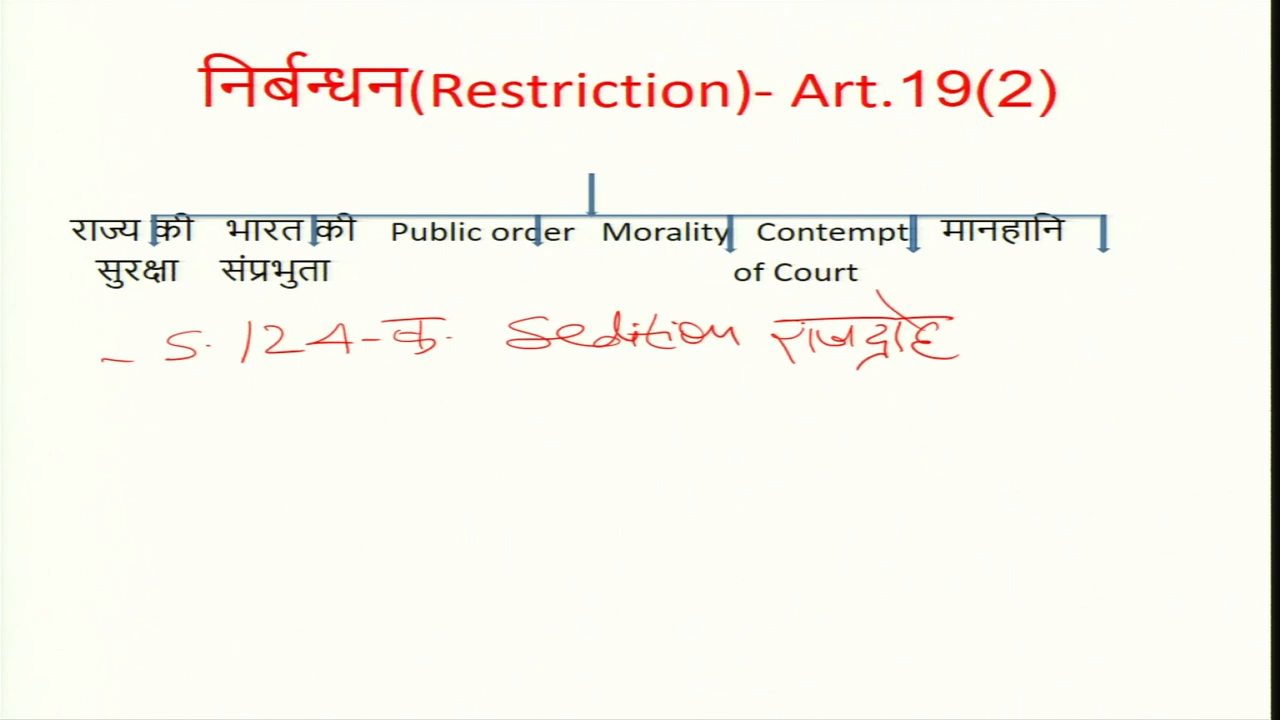 निर्बन्धन(Restriction)- Art.19(2)
राज्य की भारत की Public order Morality Contempt मानहानि
सुरक्षा संप्रभुता of Court
- S. 124-क. Sedition राजद्रोह